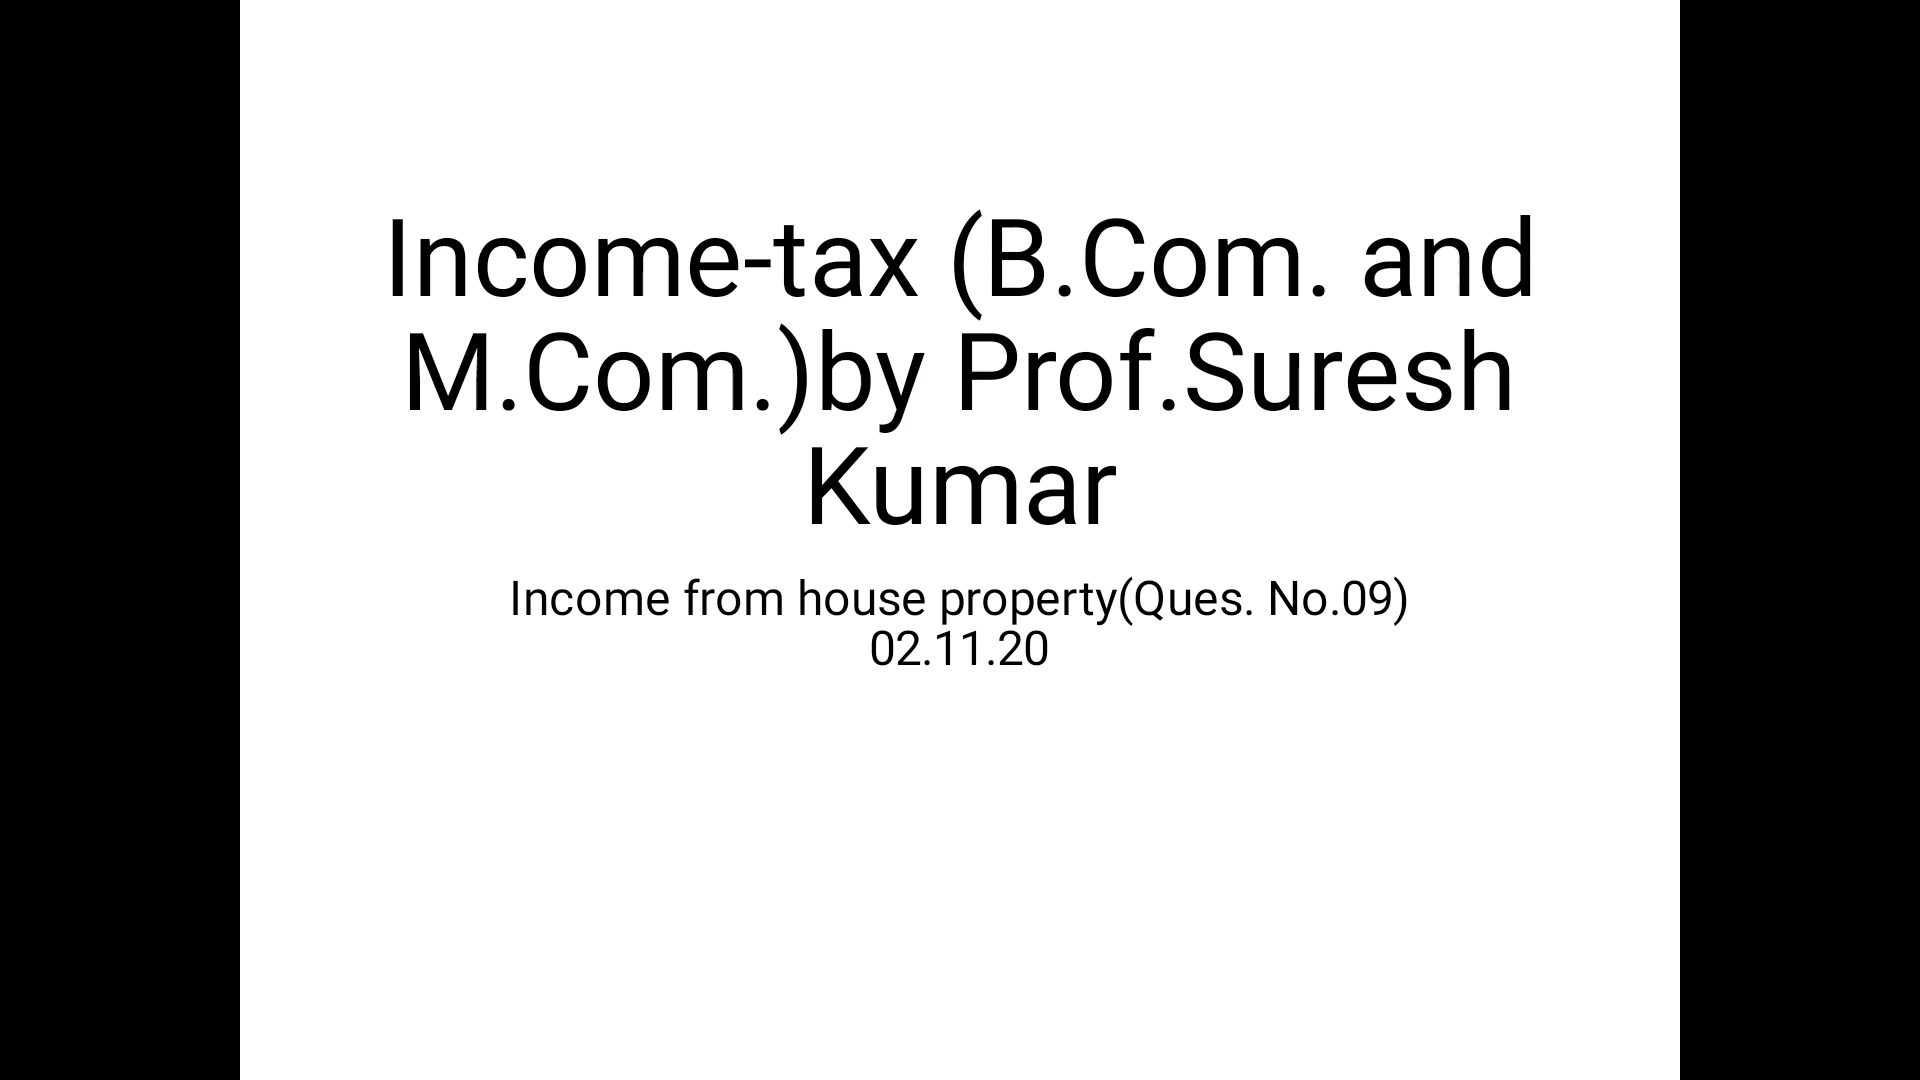 Income-tax (B.Com. and
M.Com.)by Prof.Suresh
Kumar
Income from house property(Ques. No.09)
02.11.20